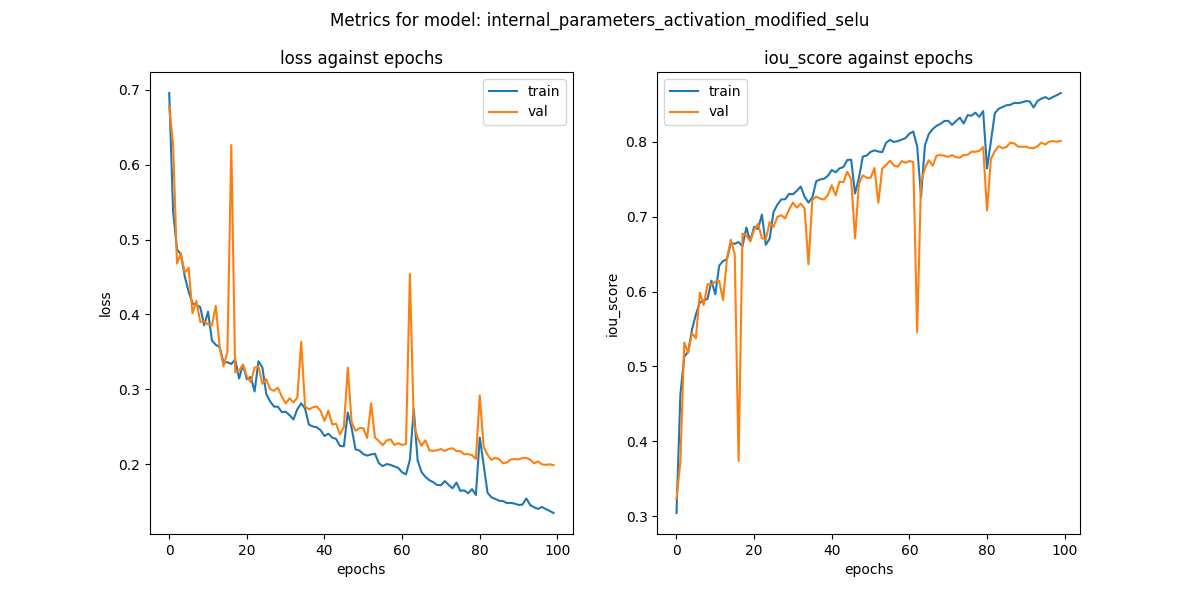 Metrics for model: internal_parameters_activation_modified_selu
loss against epochs
train
val
0.7
0.6
0.5
0.4
0.3
0.2
loss
0 20 40 60 80 100
epochs
iou_score against epochs
train
val
0.8
0.7
0.6
0.5
0.4
0.3
iou_score
0 20 40 60 80 100
epochs